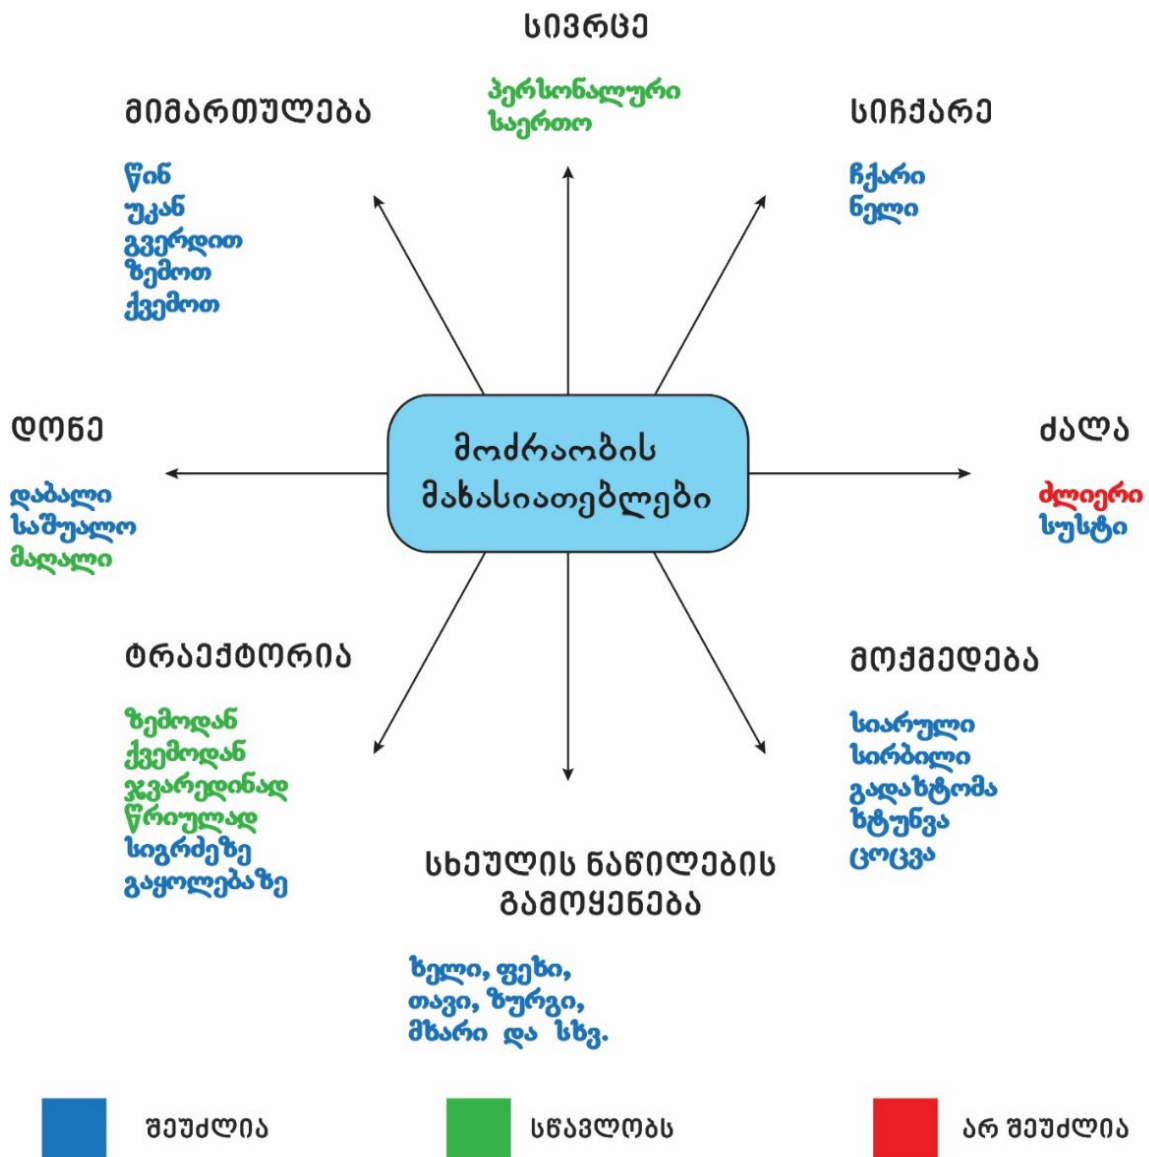 სივრცე
პერსონალური
საერთო
მიმართულება
წინ
უკან
გვერდით
ზემოთ
ქვემოთ
სიჩქარე
ჩქარი
ნელი
დონე
დაბალი
საშუალო
მაღალი
მოძრაობის
მახასიათებლები
ძალა
ძლიერი
სუსტი
ტრაექტორია
ზემოდან
ქვემოდან
ჯვარედინად
წრიულად
სიგრძეზე
გაყოლებაზე
მოქმედება
სიარული
სირბილი
გადახტომა
ხტუნვა
ცოცვა
სხეულის ნაწილების
გამოყენება
ხელი, ფეხი,
თავი, ზურგი,
მხარი და სხვ.
შეუძლია
სწავლობს
არ შეუძლია